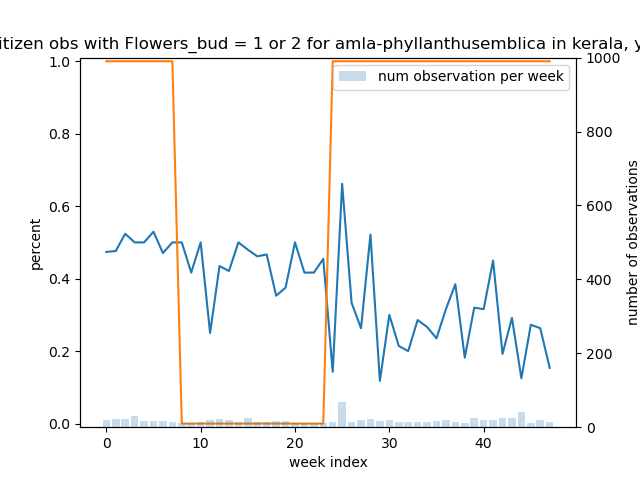 itizen obs with Flowers_bud = 1 or 2 for amla-phyllanthusemblica in kerala, y
num observation per week
1.0
0.8
0.6
0.4
0.2
0.0
percent
0 10 20 30 40
week index
1000
800
600
400
200
0
number of observations